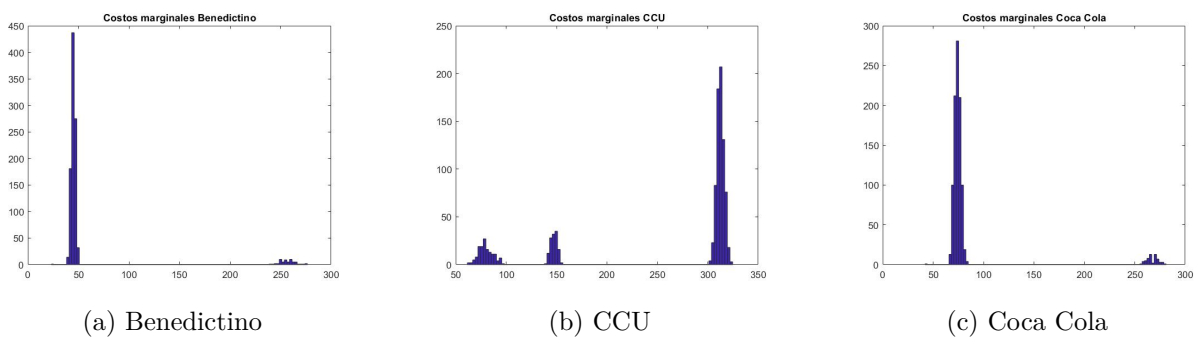 Costos marginales Benedictino
450
400
350
300
250
200
150
100
50
0
0 50 100 150 200 250 300
(a) Benedictino
Costos marginales CCU
250
200
150
100
50
0
50 100 150 200 250 300 350
(b) CCU
Costos marginales Coca Cola
300
250
200
150
100
50
0
0 50 100 150 200 250 300
(c) Coca Cola